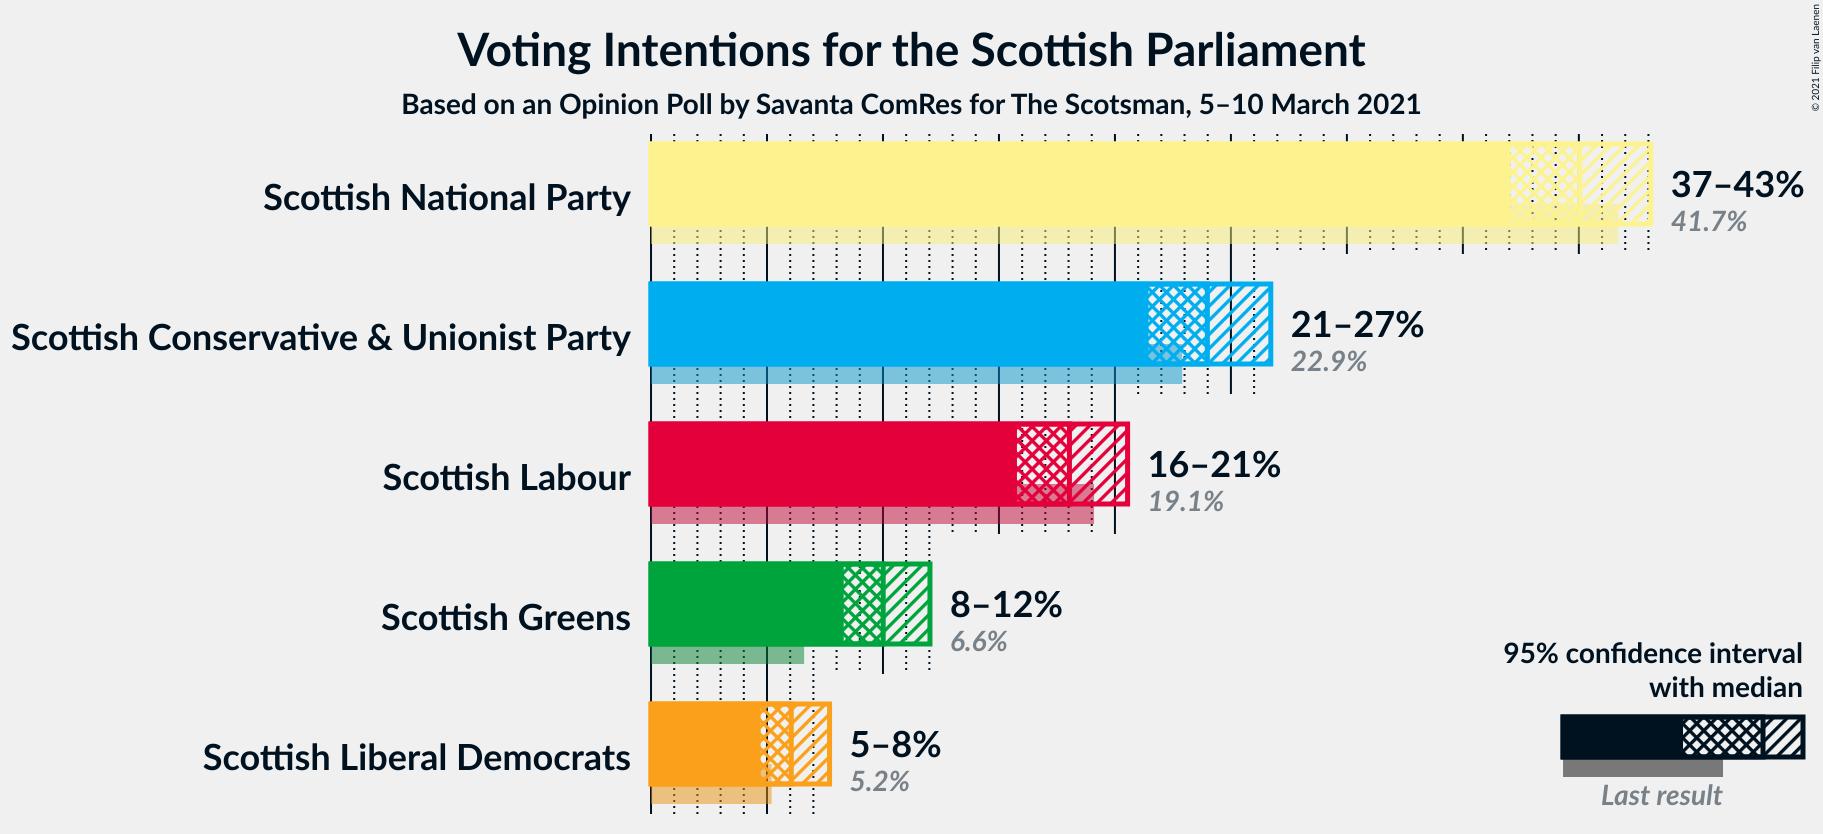 Voting Intentions for the Scottish Parliament
Based on an Opinion Poll by Savanta ComRes for The Scotsman, 5–10 March 2021
© 2021 Filip van Laenen
Scottish National Party
37–43%
41.7%
Scottish Conservative & Unionist Party
21–27%
22.9%
Scottish Labour
16–21%
19.1%
Scottish Greens
8–12%
6.6%
Scottish Liberal Democrats
5–8%
5.2%
95% confidence interval
with median
Last result